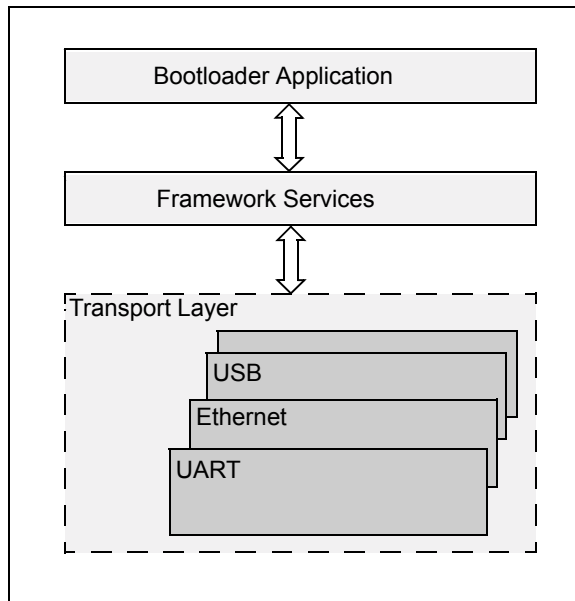 Bootloader Application
Framework Services
Transport Layer
USB
Ethernet
UART